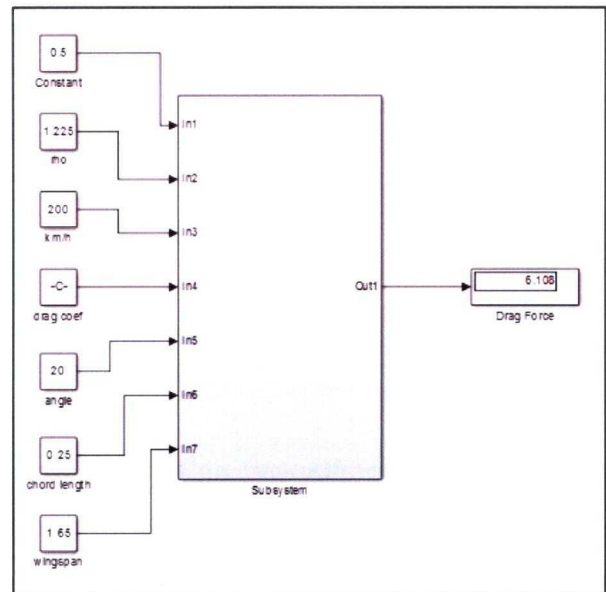 0.5
Constant
In1
1.225
rho
In2
200
km/h
In3
-C-
drag coef
In4
Out1
6.108
Drag Force
20
angle
In5
0.25
chord length
In6
1.65
wingspan
In7
Subsystem